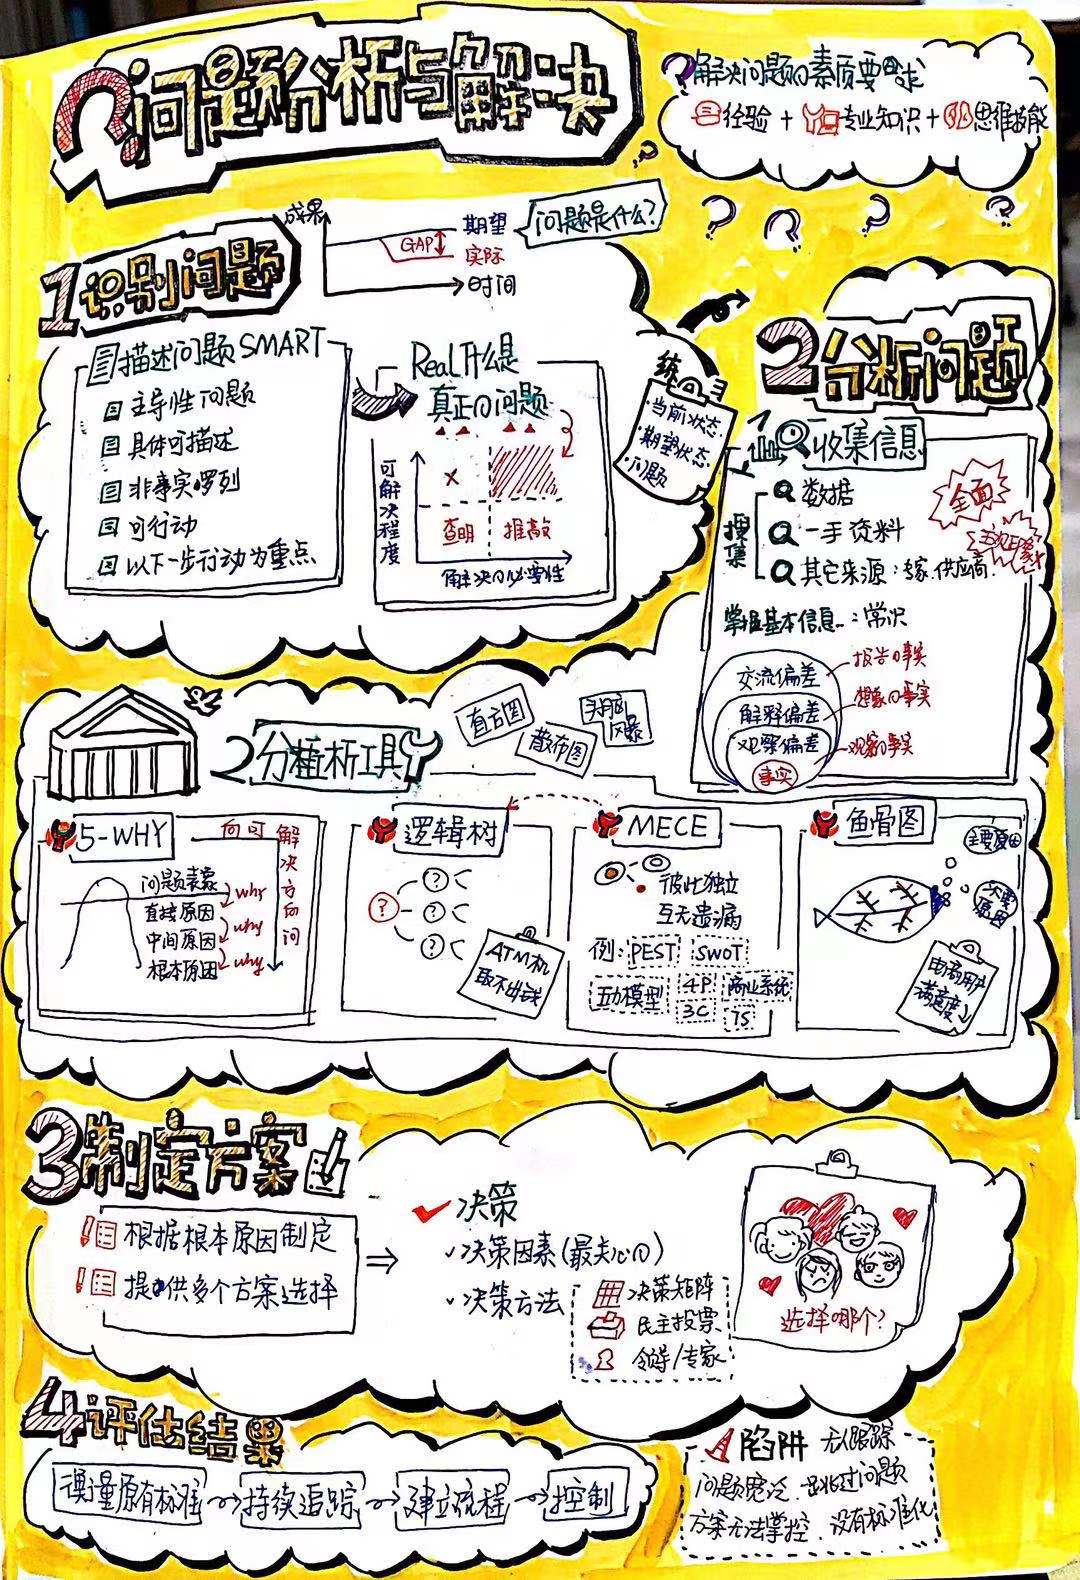 问题分析与解决
解决问题的素质要求
经验 + 专业知识 + 思维技能
1 识别问题
成果
GAP
期望
实际
时间
问题是什么?
描述问题 SMART
主导性问题
具体可描述
非事实罗列
可行动
以下一步行动为重点
Real 什么是
真正的问题
可解决程度
×
查明
推敲
解决的必要性
练
当前状态
期望状态
问题
2 分析问题
收集信息
搜集
数据
一手资料
其它来源:专家.供应商.
全面
掌握基本信息..:常识
交流偏差
解释偏差
观察偏差
事实
报告的事实
想象的事实
观察的事实
2 分析工具
直方图
散布图
头脑风暴
5-WHY
问题表象
直接原因
中间原因
根本原因
why
why
why
向可解决方向问
逻辑树
?
?
?
?
ATM机
取不出钱
MECE
彼此独立
互无遗漏
例:
PEST
SWOT
五力模型
4P
3C
商业系统
7S
鱼骨图
主要原因
次要原因
电商用户
满意度↓
3 制定方案
根据根本原因制定
提供多个方案选择
决策
决策因素(最关心的)
决策方法
决策矩阵
民主投票
领导/专家
选择哪个?
4 评估结果
衡量原有标准
持续追踪
建立流程
控制
陷阱 无人跟踪
问题宽泛.
方案无法掌控.没有标准化